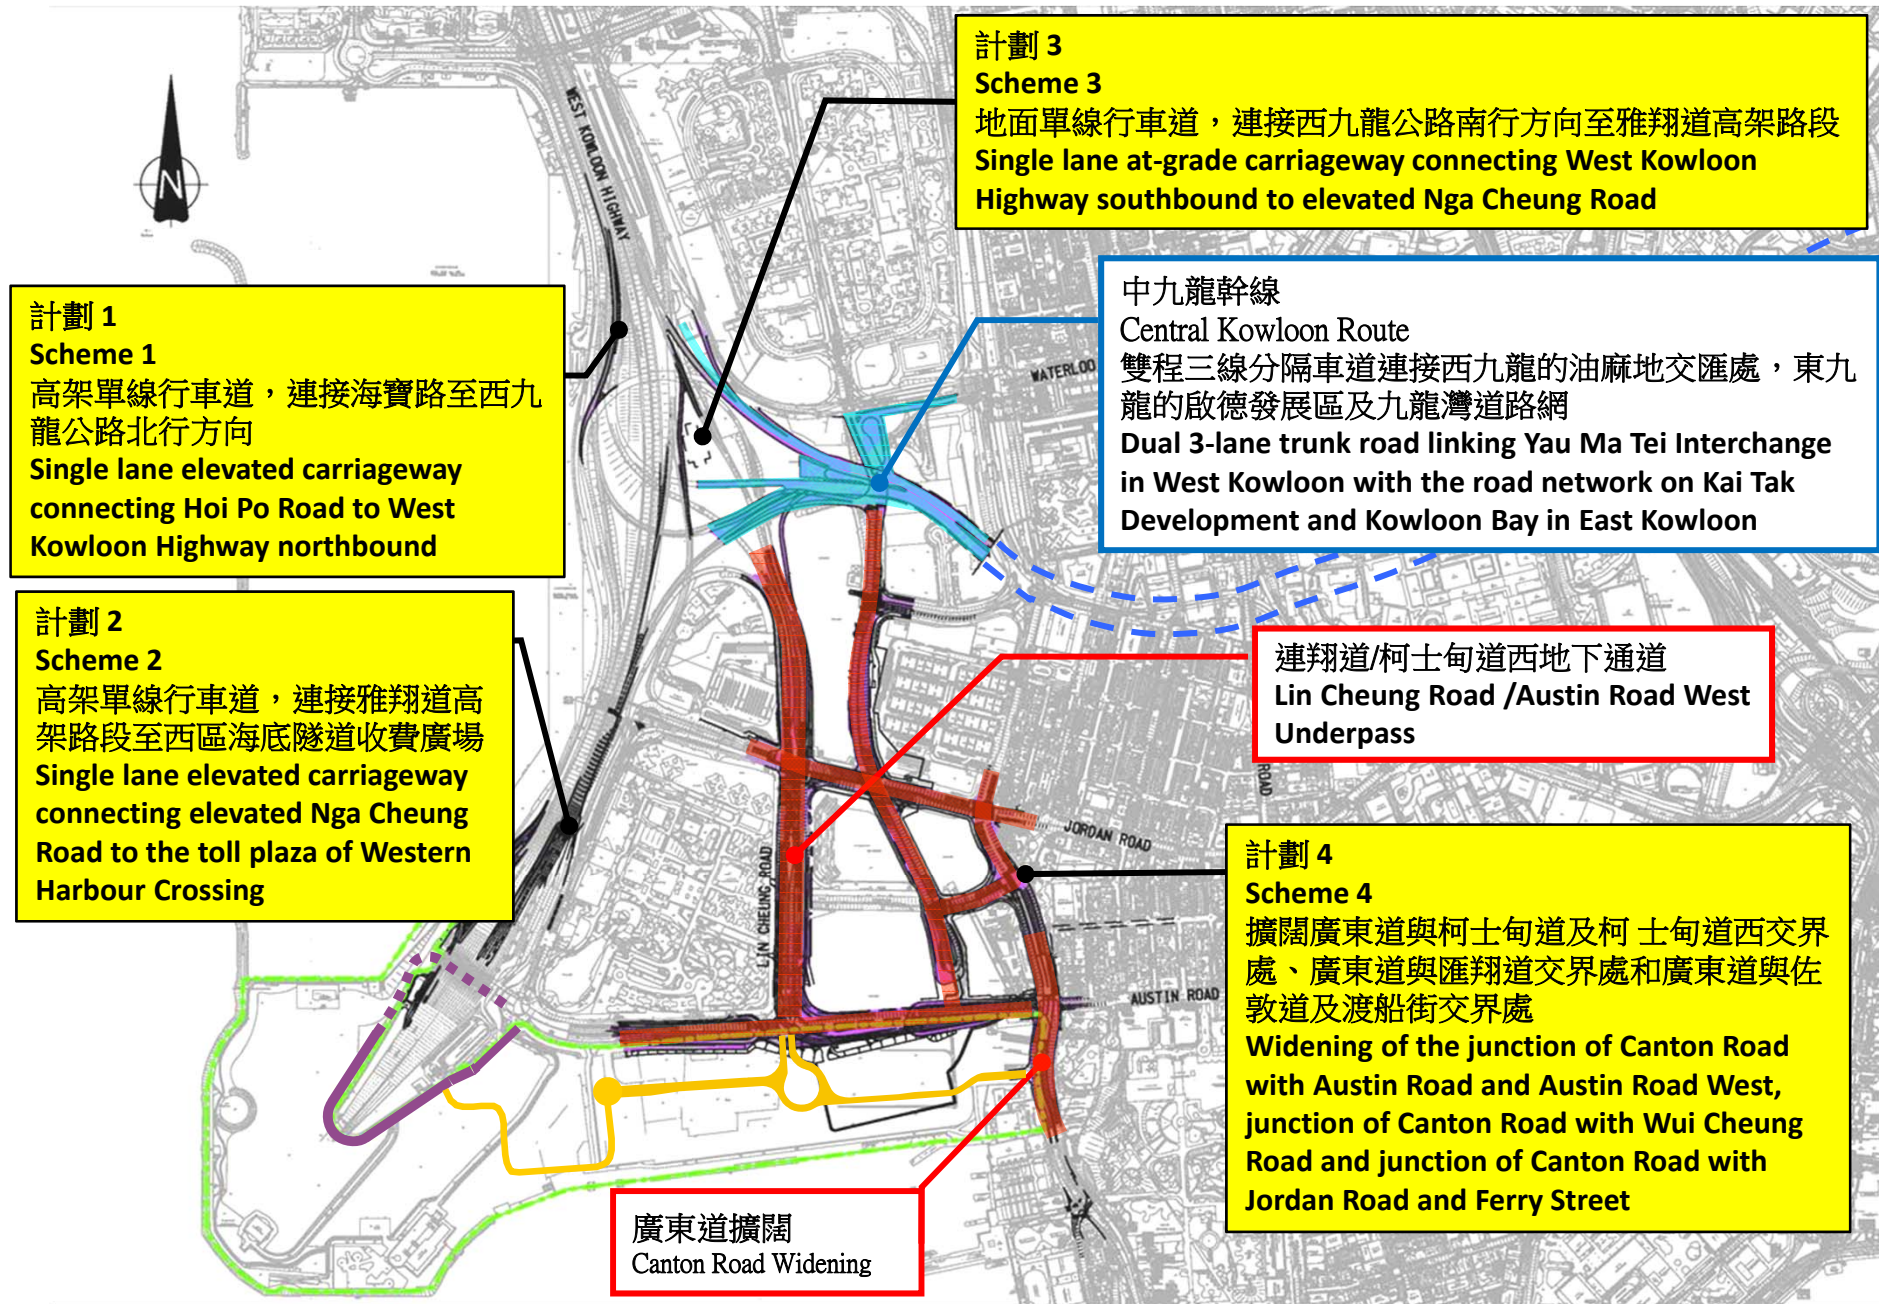 計劃 3
Scheme 3
地面單線行車道，連接西九龍公路南行方向至雅翔道高架路段
Single lane at-grade carriageway connecting West Kowloon
Highway southbound to elevated Nga Cheung Road
WEST KOWLOON HIGHWAY
N
計劃 1
Scheme 1
高架單線行車道，連接海寶路至西九
龍公路北行方向
Single lane elevated carriageway
connecting Hoi Po Road to West
Kowloon Highway northbound
中九龍幹線
Central Kowloon Route
雙程三線分隔車道連接西九龍的油麻地交匯處，東九
龍的啟德發展區及九龍灣道路網
Dual 3-lane trunk road linking Yau Ma Tei Interchange
in West Kowloon with the road network on Kai Tak
Development and Kowloon Bay in East Kowloon
WATERLOO
計劃 2
Scheme 2
高架單線行車道，連接雅翔道高
架路段至西區海底隧道收費廣場
Single lane elevated carriageway
connecting elevated Nga Cheung
Road to the toll plaza of Western
Harbour Crossing
連翔道/柯士甸道西地下通道
Lin Cheung Road /Austin Road West
Underpass
ROAD
JORDAN ROAD
LIN CHEUNG ROAD
AUSTIN ROAD
計劃 4
Scheme 4
擴闊廣東道與柯士甸道及柯 士甸道西交界
處、廣東道與匯翔道交界處和廣東道與佐
敦道及渡船街交界處
Widening of the junction of Canton Road
with Austin Road and Austin Road West,
junction of Canton Road with Wui Cheung
Road and junction of Canton Road with
Jordan Road and Ferry Street
廣東道擴闊
Canton Road Widening